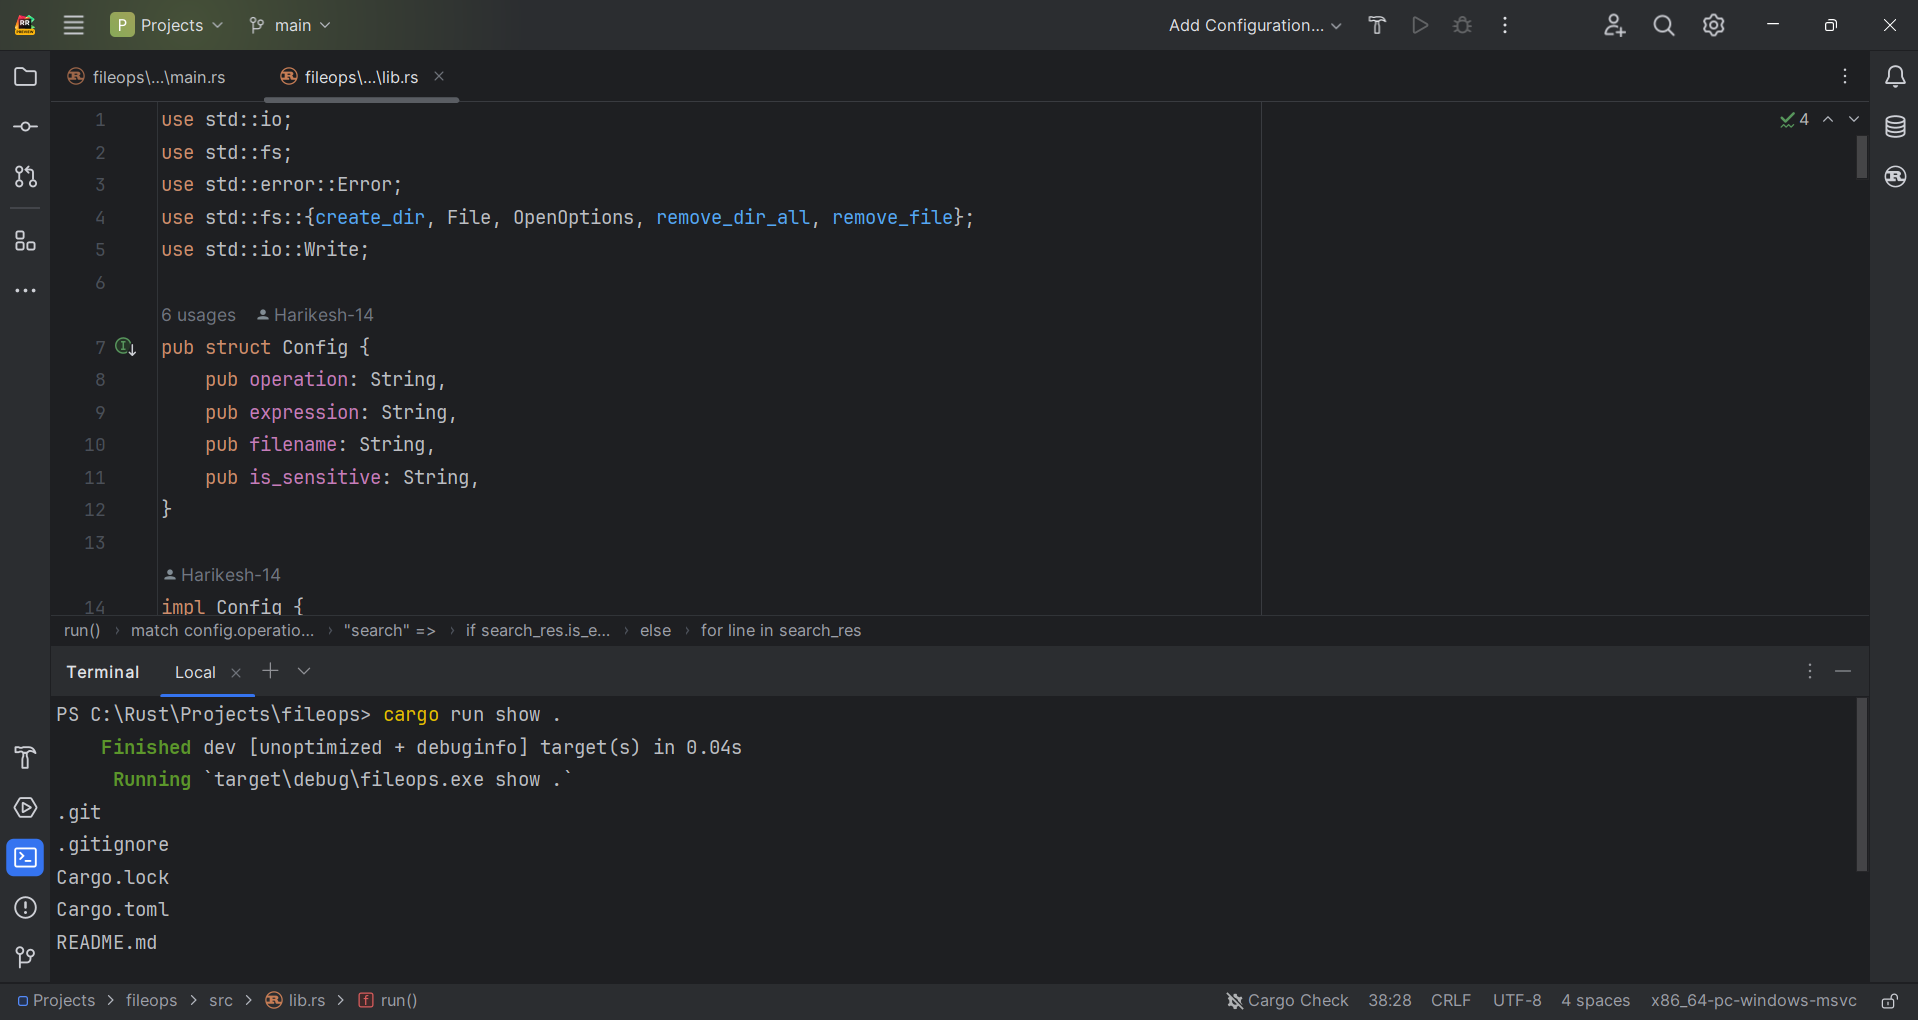 RR
PREVIEW
P Projects
main
Add Configuration...
fileops\...\main.rs
fileops\...\lib.rs
4
1 use std::io;
2 use std::fs;
3 use std::error::Error;
4 use std::fs::{create_dir, File, OpenOptions, remove_dir_all, remove_file};
5 use std::io::Write;
6
6 usages Harikesh-14
7 pub struct Config {
8 pub operation: String,
9 pub expression: String,
10 pub filename: String,
11 pub is_sensitive: String,
12 }
13
Harikesh-14
14 impl Config {
run() › match config.operatio... › "search" => › if search_res.is_e... › else › for line in search_res
Terminal Local
PS C:\Rust\Projects\fileops> cargo run show .
Finished dev [unoptimized + debuginfo] target(s) in 0.04s
Running `target\debug\fileops.exe show .`
.git
.gitignore
Cargo.lock
Cargo.toml
README.md
Projects > fileops > src > lib.rs > f run()
Cargo Check 38:28 CRLF UTF-8 4 spaces x86_64-pc-windows-msvc